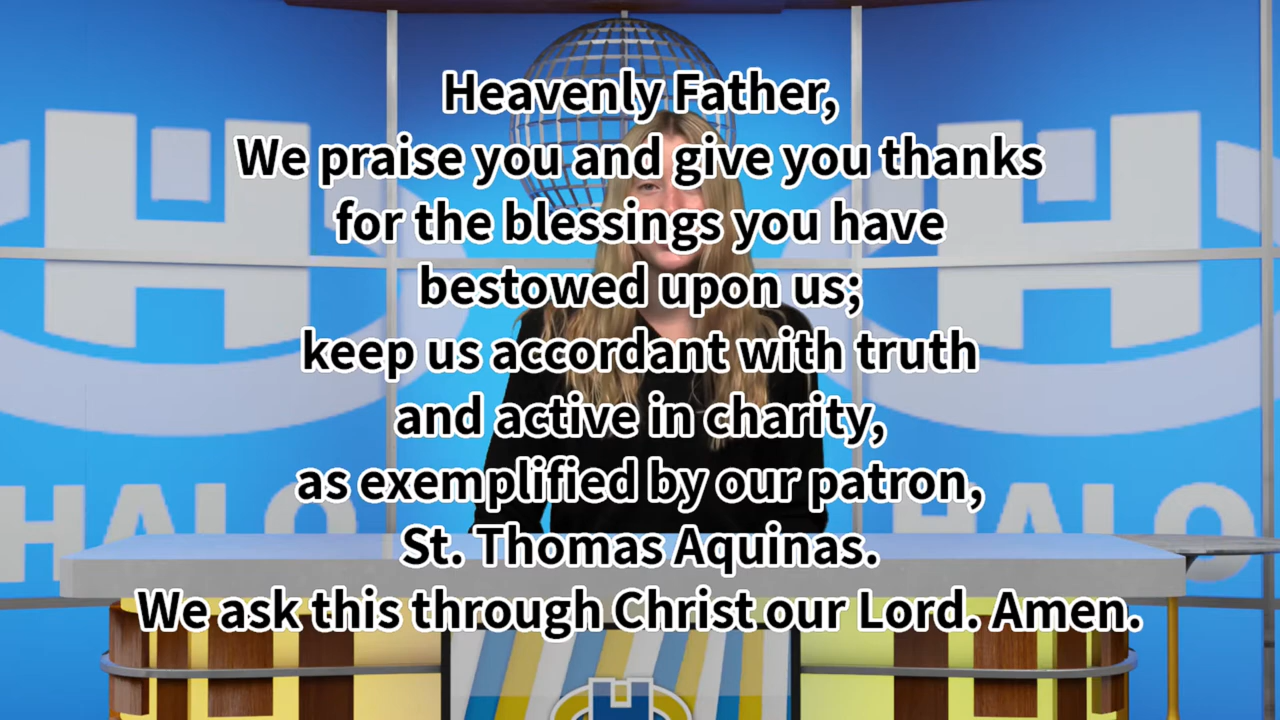 Heavenly Father,
We praise you and give you thanks
for the blessings you have
bestowed upon us;
keep us accordant with truth
and active in charity,
as exemplified by our patron,
St. Thomas Aquinas.
We ask this through Christ our Lord. Amen.
HALO
HALO